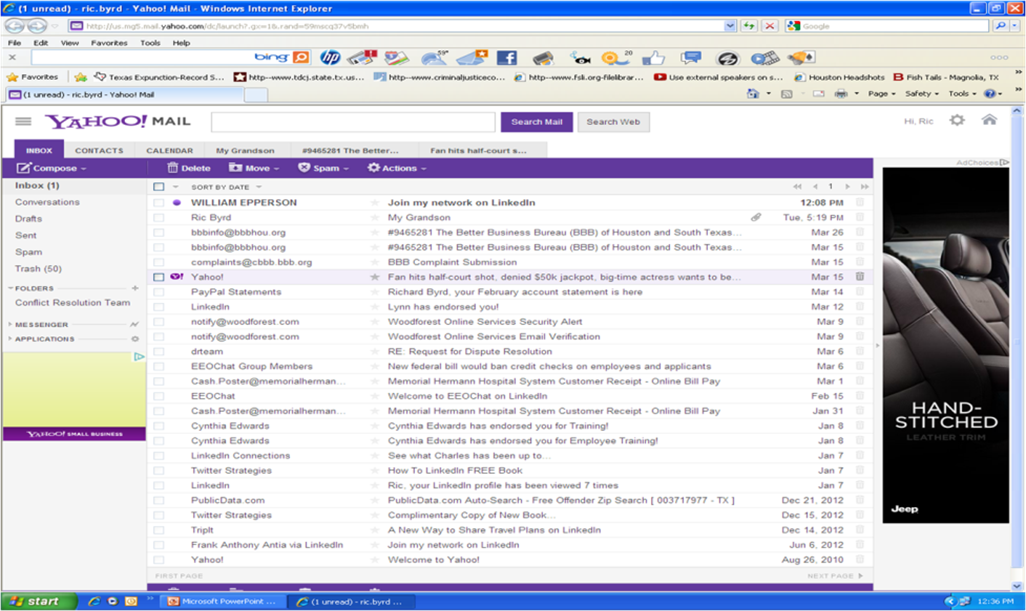 (1 unread) - ric.byrd - Yahoo! Mail - Windows Internet Explorer
http://us.mg5.mail.yahoo.com/dc/launch?.gx=1&.rand=59mscq37v5bmh
Google
File Edit View Favorites Tools Help
bing hp 59° f 20
Favorites Texas Expunction-Record S... http--www.tdcj.state.tx.us... http--www.criminaljusticeco... http--www.fsli.org-filelibrar... Use external speakers on s... Houston Headshots Fish Tails - Magnolia, TX
(1 unread) - ric.byrd - Yahoo! Mail Page Safety Tools
YAHOO! MAIL Search Mail Search Web Hi, Ric
INBOX CONTACTS CALENDAR My Grandson #9465281 The Better... Fan hits half-court s...
Compose Delete Move Spam Actions
AdChoices
Inbox (1) SORT BY DATE 1
Conversations WILLIAM EPPERSON Join my network on LinkedIn 12:08 PM
Drafts Ric Byrd My Grandson Tue, 5:19 PM
Sent bbbinfo@bbbhou.org #9465281 The Better Business Bureau (BBB) of Houston and South Texas... Mar 26
bbbinfo@bbbhou.org #9465281 The Better Business Bureau (BBB) of Houston and South Texas... Mar 15
Spam complaints@cbbb.bbb.org BBB Complaint Submission Mar 15
Trash (50) Yahoo! Fan hits half-court shot, denied $50k jackpot, big-time actress wants to be... Mar 15
FOLDERS PayPal Statements Richard Byrd, your February account statement is here Mar 14
Conflict Resolution Team LinkedIn Lynn has endorsed you! Mar 12
MESSENGER notify@woodforest.com Woodforest Online Services Security Alert Mar 9
APPLICATIONS notify@woodforest.com Woodforest Online Services Email Verification Mar 9
drteam RE: Request for Dispute Resolution Mar 6
EEOChat Group Members New federal bill would ban credit checks on employees and applicants Mar 6
Cash.Poster@memorialherman... Memorial Hermann Hospital System Customer Receipt - Online Bill Pay Mar 1
EEOChat Welcome to EEOChat on LinkedIn Feb 15
Cash.Poster@memorialherman... Memorial Hermann Hospital System Customer Receipt - Online Bill Pay Jan 31
Cynthia Edwards Cynthia Edwards has endorsed you for Training! Jan 8
YAHOO! SMALL BUSINESS
Cynthia Edwards Cynthia Edwards has endorsed you for Employee Training! Jan 8
LinkedIn Connections See what Charles has been up to... Jan 7
Twitter Strategies How To LinkedIn FREE Book Jan 7
LinkedIn Ric, your LinkedIn profile has been viewed 7 times Jan 7
PublicData.com PublicData.com Auto-Search - Free Offender Zip Search [ 003717977 - TX ] Dec 21, 2012
Twitter Strategies Complimentary Copy of New Book... Dec 15, 2012
TripIt A New Way to Share Travel Plans on LinkedIn Dec 14, 2012
Frank Anthony Antia via LinkedIn Join my network on LinkedIn Jun 6, 2012
Yahoo! Welcome to Yahoo! Aug 26, 2010
FIRST PAGE NEXT PAGE
HAND-
STITCHED
LEATHER TRIM
Jeep
start Microsoft PowerPoint ... (1 unread) - ric.byrd ... 12:36 PM